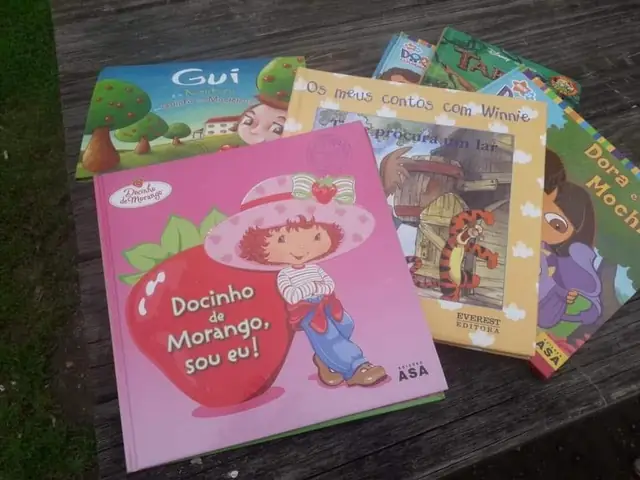 Gui
Os meus contos com Winnie
procura um lar
EVEREST
EDITORA
Docinho
de Morango
Docinho
de
Morango,
sou eu!
EDIÇÕES
ASA
Disney
Dora e
Moch
ASA